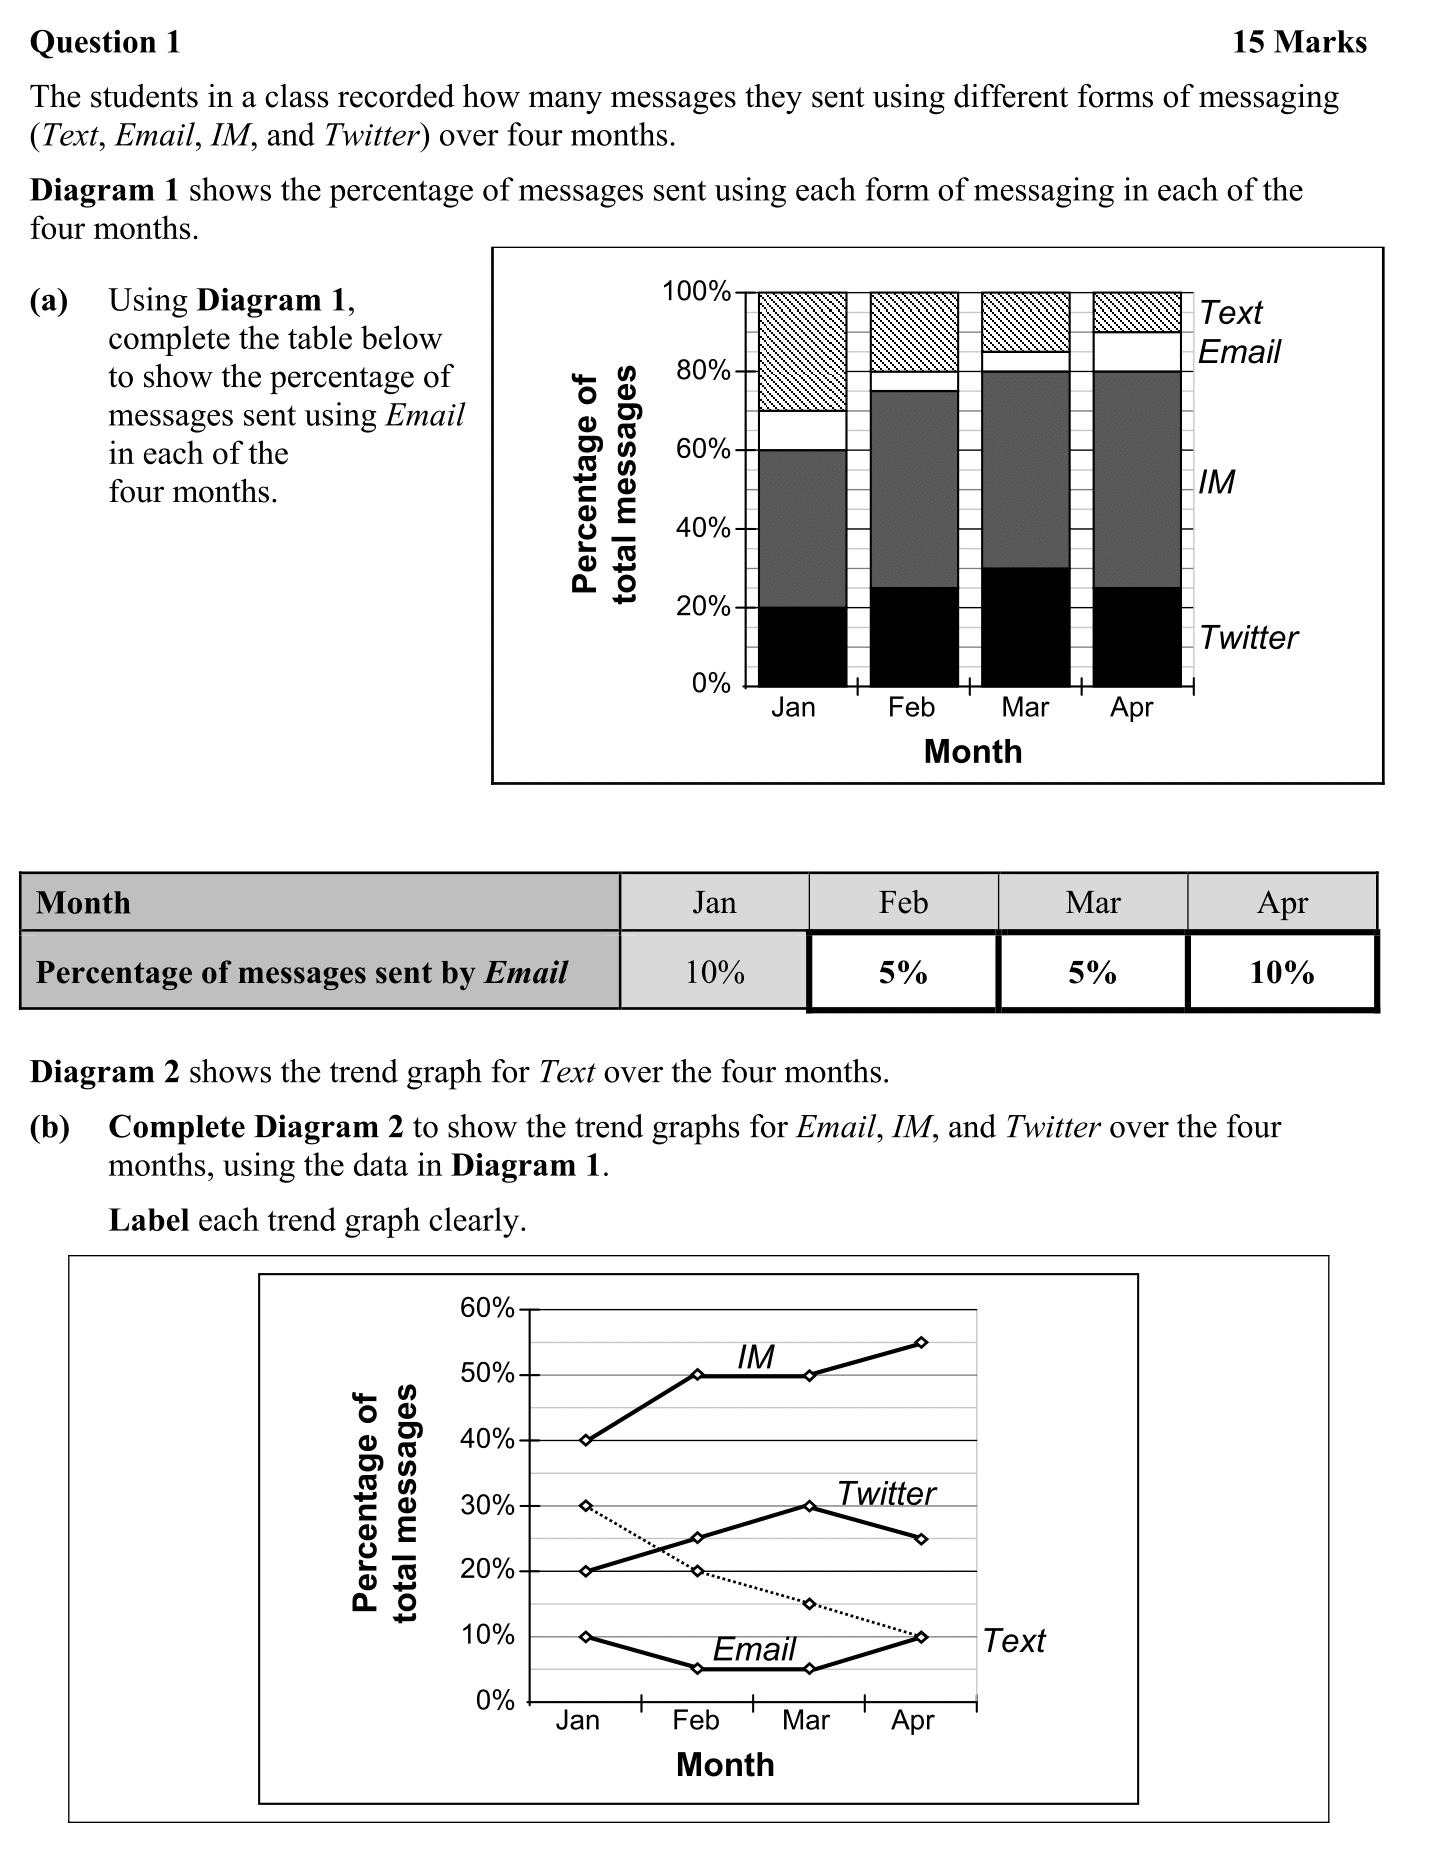 Question 1 15 Marks
The students in a class recorded how many messages they sent using different forms of messaging
(Text, Email, IM, and Twitter) over four months.
Diagram 1 shows the percentage of messages sent using each form of messaging in each of the
four months.
(a) Using Diagram 1,
complete the table below
to show the percentage of
messages sent using Email
in each of the
four months.
Percentage of
total messages
100%
80%
60%
40%
20%
0%
Text
Email
IM
Twitter
Jan Feb Mar Apr
Month
Month Jan Feb Mar Apr
Percentage of messages sent by Email 10% 5% 5% 10%
Diagram 2 shows the trend graph for Text over the four months.
(b) Complete Diagram 2 to show the trend graphs for Email, IM, and Twitter over the four
months, using the data in Diagram 1.
Label each trend graph clearly.
Percentage of
total messages
60%
50%
40%
30%
20%
10%
0%
IM
Twitter
Email
Text
Jan Feb Mar Apr
Month